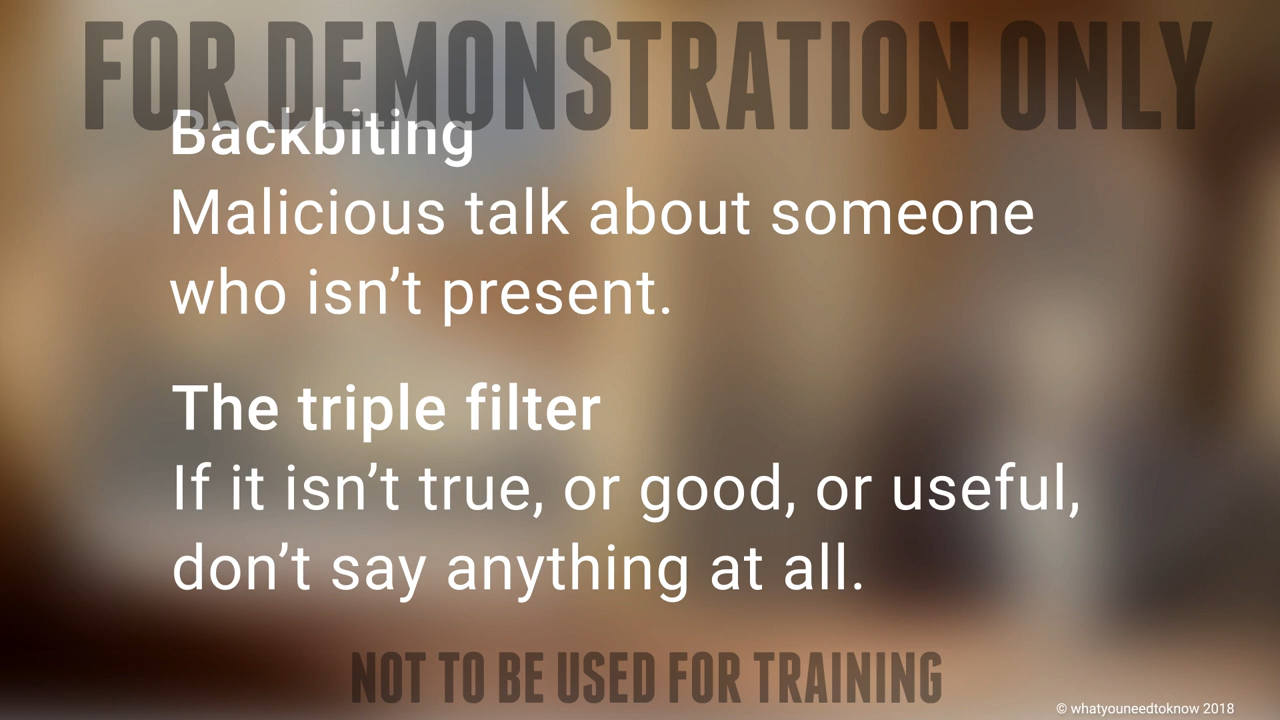 FOR DEMONSTRATION ONLY
Backbiting
Malicious talk about someone
who isn’t present.
The triple filter
If it isn’t true, or good, or useful,
don’t say anything at all.
NOT TO BE USED FOR TRAINING
© whatyouneedtoknow 2018